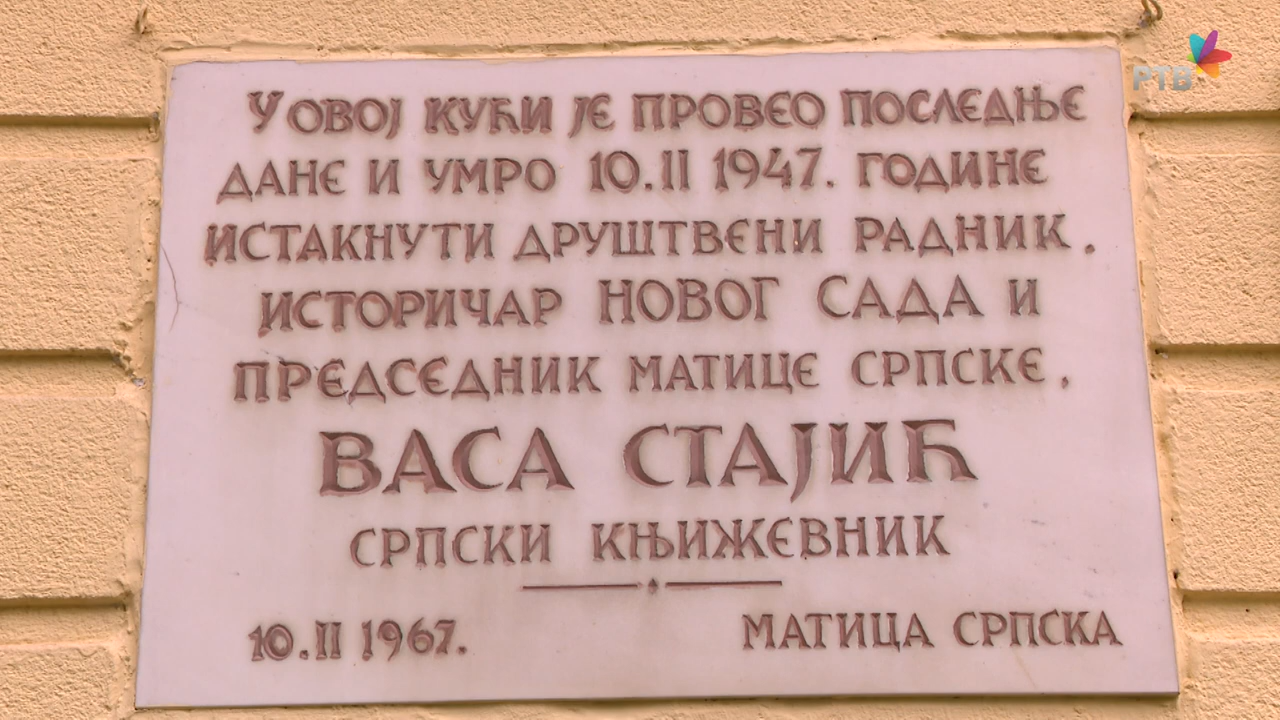 РТВ
У ОВОЈ КУЋИ ЈЕ ПРОВЕО ПОСЛЕДЊЕ
ДАНЕ И УМРО 10.II 1947. ГОДИНЕ
ИСТАКНУТИ ДРУШТВЕНИ РАДНИК.
ИСТОРИЧАР НОВОГ САДА И
ПРЕДСЕДНИК МАТИЦЕ СРПСКЕ,
ВАСА СТАЈИЋ
СРПСКИ КЊИЖЕВНИК
10.II 1967. МАТИЦА СРПСКА